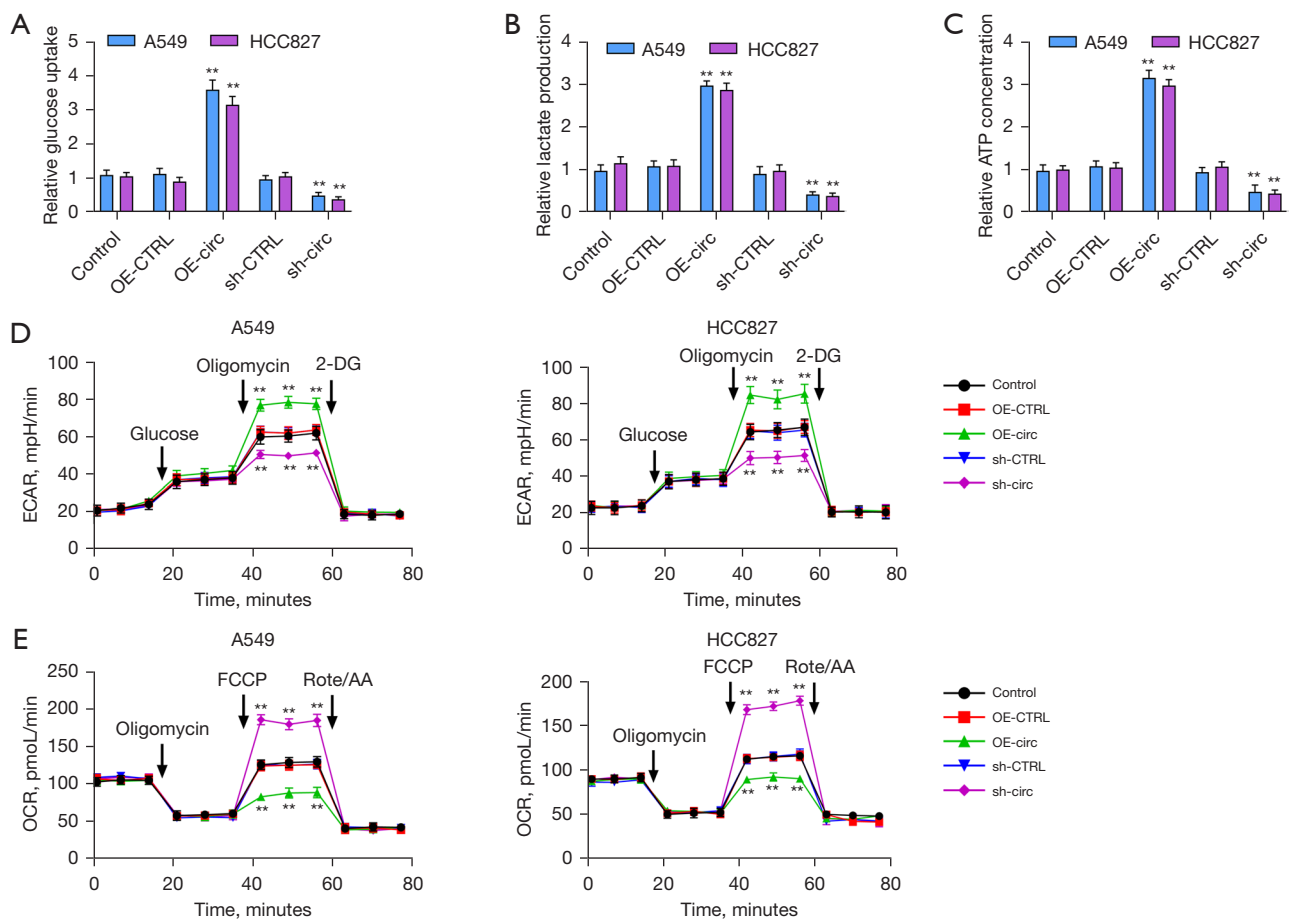 A
A549
HCC827
Relative glucose uptake
5
4
3
2
1
0
**
**
**
**
Control
OE-CTRL
OE-circ
sh-CTRL
sh-circ
B
A549
HCC827
Relative lactate production
4
3
2
1
0
**
**
**
**
Control
OE-CTRL
OE-circ
sh-CTRL
sh-circ
C
A549
HCC827
Relative ATP concentration
4
3
2
1
0
**
**
**
**
Control
OE-CTRL
OE-circ
sh-CTRL
sh-circ
D
A549
ECAR, mpH/min
100
80
60
40
20
0
Glucose
Oligomycin
2-DG
**
**
**
**
**
**
0
20
40
60
80
Time, minutes
HCC827
ECAR, mpH/min
100
80
60
40
20
0
Glucose
Oligomycin
2-DG
**
**
**
**
**
**
0
20
40
60
80
Time, minutes
Control
OE-CTRL
OE-circ
sh-CTRL
sh-circ
E
A549
OCR, pmoL/min
250
200
150
100
50
0
Oligomycin
FCCP
Rote/AA
**
**
**
**
**
**
0
20
40
60
80
Time, minutes
HCC827
OCR, pmoL/min
200
150
100
50
0
Oligomycin
FCCP
Rote/AA
**
**
**
**
**
**
0
20
40
60
80
Time, minutes
Control
OE-CTRL
OE-circ
sh-CTRL
sh-circ